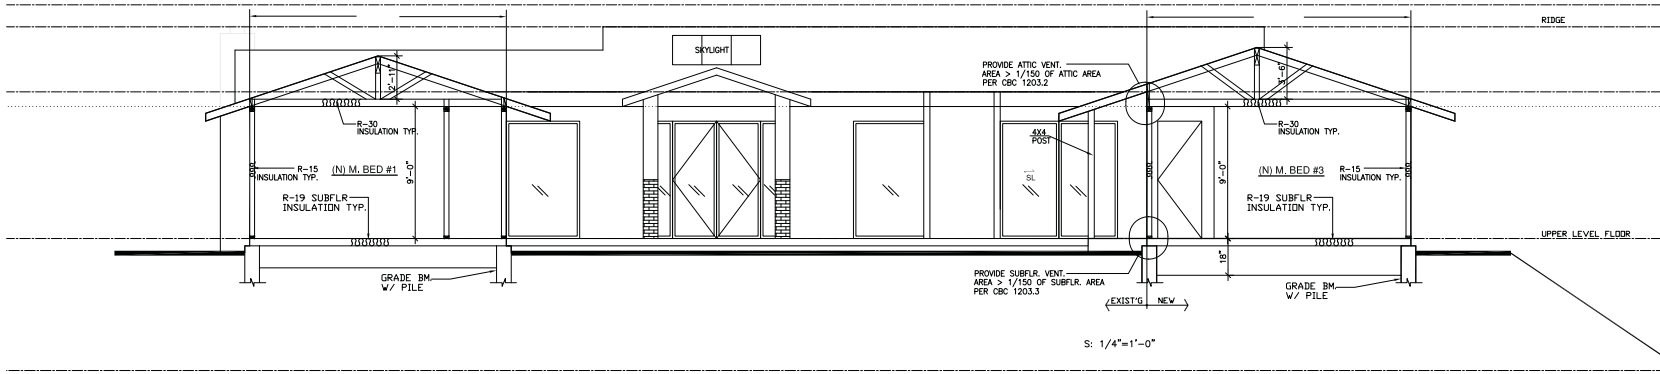 RIDGE
SKYLIGHT
PROVIDE ATTIC VENT.
AREA > 1/150 OF ATTIC AREA
PER CBC 1203.2
2'-11"
3'-6"
R-30
INSULATION TYP.
4X4
POST
R-30
INSULATION TYP.
R-15
INSULATION TYP.
(N) M. BED #1
9'-0"
SL
9'-0"
(N) M. BED #3
R-15
INSULATION TYP.
R-19 SUBFLR
INSULATION TYP.
R-19 SUBFLR
INSULATION TYP.
UPPER LEVEL FLOOR
18"
GRADE BM.
W/ PILE
PROVIDE SUBFLR. VENT.
AREA > 1/150 OF SUBFLR. AREA
PER CBC 1203.3
GRADE BM.
W/ PILE
EXIST'G NEW
S: 1/4"=1'-0"